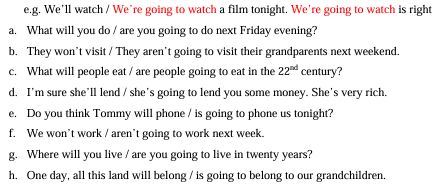 e.g. We'll watch / We're going to watch a film tonight. We're going to watch is right
a. What will you do / are you going to do next Friday evening?
b. They won't visit / They aren't going to visit their grandparents next weekend.
c. What will people eat / are people going to eat in the 22nd century?
d. I'm sure she'll lend / she's going to lend you some money. She's very rich.
e. Do you think Tommy will phone / is going to phone us tonight?
f. We won't work / aren't going to work next week.
g. Where will you live / are you going to live in twenty years?
h. One day, all this land will belong / is going to belong to our grandchildren.